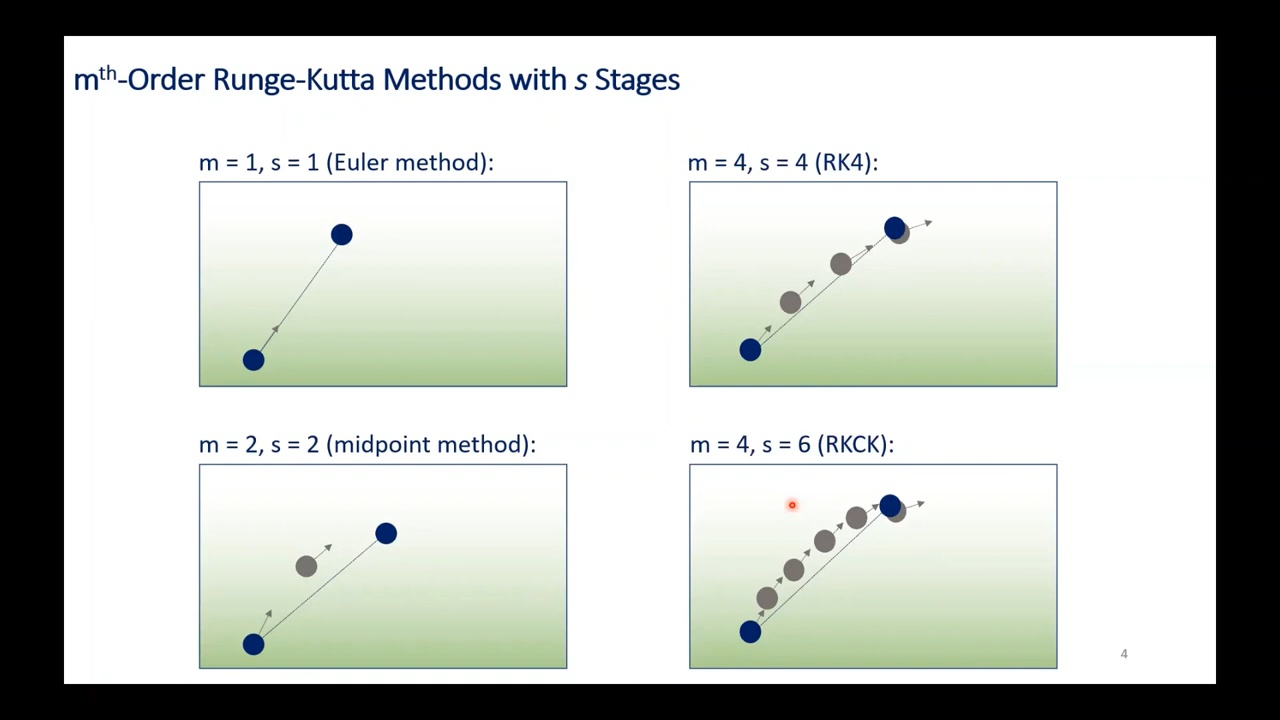 mth-Order Runge-Kutta Methods with s Stages
m = 1, s = 1 (Euler method):
m = 4, s = 4 (RK4):
m = 2, s = 2 (midpoint method):
m = 4, s = 6 (RKCK):
4